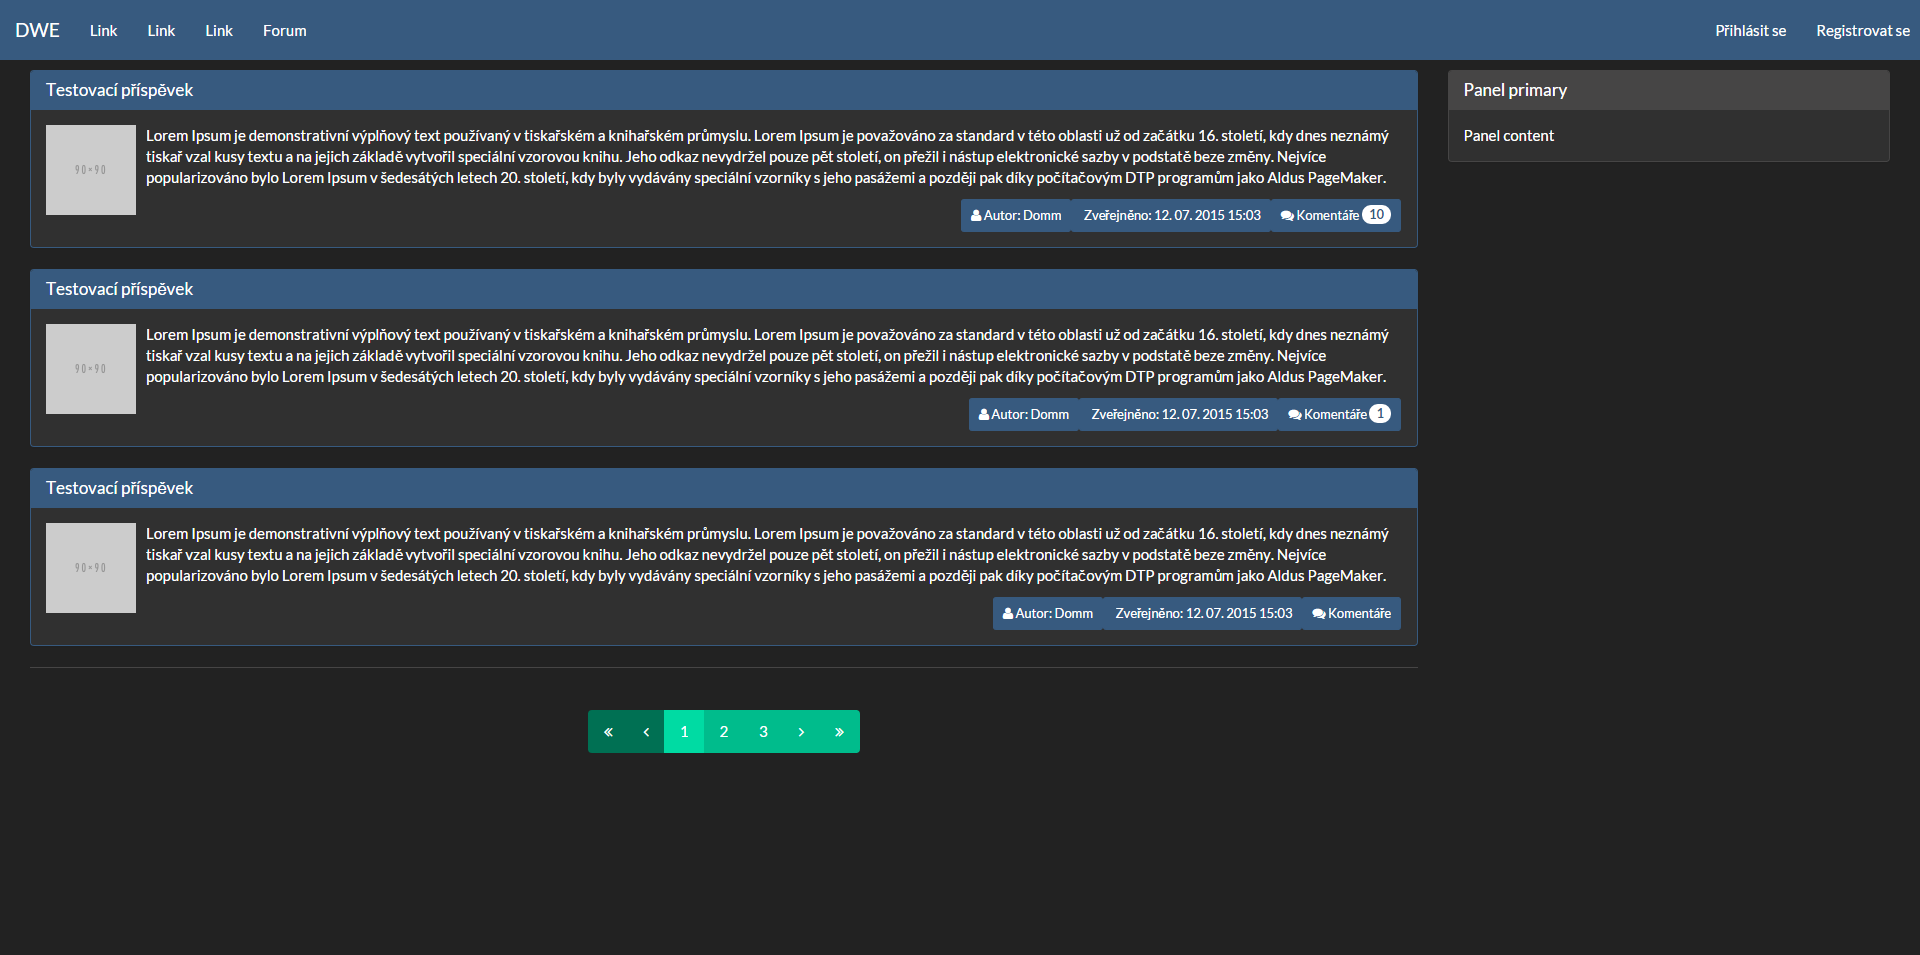 DWE Link Link Link Forum Přihlásit se Registrovat se
Testovací příspěvek
90×90
Lorem Ipsum je demonstrativní výplňový text používaný v tiskařském a knihařském průmyslu. Lorem Ipsum je považováno za standard v této oblasti už od začátku 16. století, kdy dnes neznámý
tiskař vzal kusy textu a na jejich základě vytvořil speciální vzorovou knihu. Jeho odkaz nevydržel pouze pět století, on přežil i nástup elektronické sazby v podstatě beze změny. Nejvíce
popularizováno bylo Lorem Ipsum v šedesátých letech 20. století, kdy byly vydávány speciální vzorníky s jeho pasážemi a později pak díky počítačovým DTP programům jako Aldus PageMaker.
Autor: Domm Zveřejněno: 12. 07. 2015 15:03 Komentáře 10
Testovací příspěvek
90×90
Lorem Ipsum je demonstrativní výplňový text používaný v tiskařském a knihařském průmyslu. Lorem Ipsum je považováno za standard v této oblasti už od začátku 16. století, kdy dnes neznámý
tiskař vzal kusy textu a na jejich základě vytvořil speciální vzorovou knihu. Jeho odkaz nevydržel pouze pět století, on přežil i nástup elektronické sazby v podstatě beze změny. Nejvíce
popularizováno bylo Lorem Ipsum v šedesátých letech 20. století, kdy byly vydávány speciální vzorníky s jeho pasážemi a později pak díky počítačovým DTP programům jako Aldus PageMaker.
Autor: Domm Zveřejněno: 12. 07. 2015 15:03 Komentáře 1
Testovací příspěvek
90×90
Lorem Ipsum je demonstrativní výplňový text používaný v tiskařském a knihařském průmyslu. Lorem Ipsum je považováno za standard v této oblasti už od začátku 16. století, kdy dnes neznámý
tiskař vzal kusy textu a na jejich základě vytvořil speciální vzorovou knihu. Jeho odkaz nevydržel pouze pět století, on přežil i nástup elektronické sazby v podstatě beze změny. Nejvíce
popularizováno bylo Lorem Ipsum v šedesátých letech 20. století, kdy byly vydávány speciální vzorníky s jeho pasážemi a později pak díky počítačovým DTP programům jako Aldus PageMaker.
Autor: Domm Zveřejněno: 12. 07. 2015 15:03 Komentáře
« ‹ 1 2 3 › »
Panel primary
Panel content